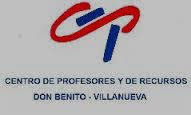 CENTRO DE PROFESORES Y DE RECURSOS
DON BENITO - VILLANUEVA